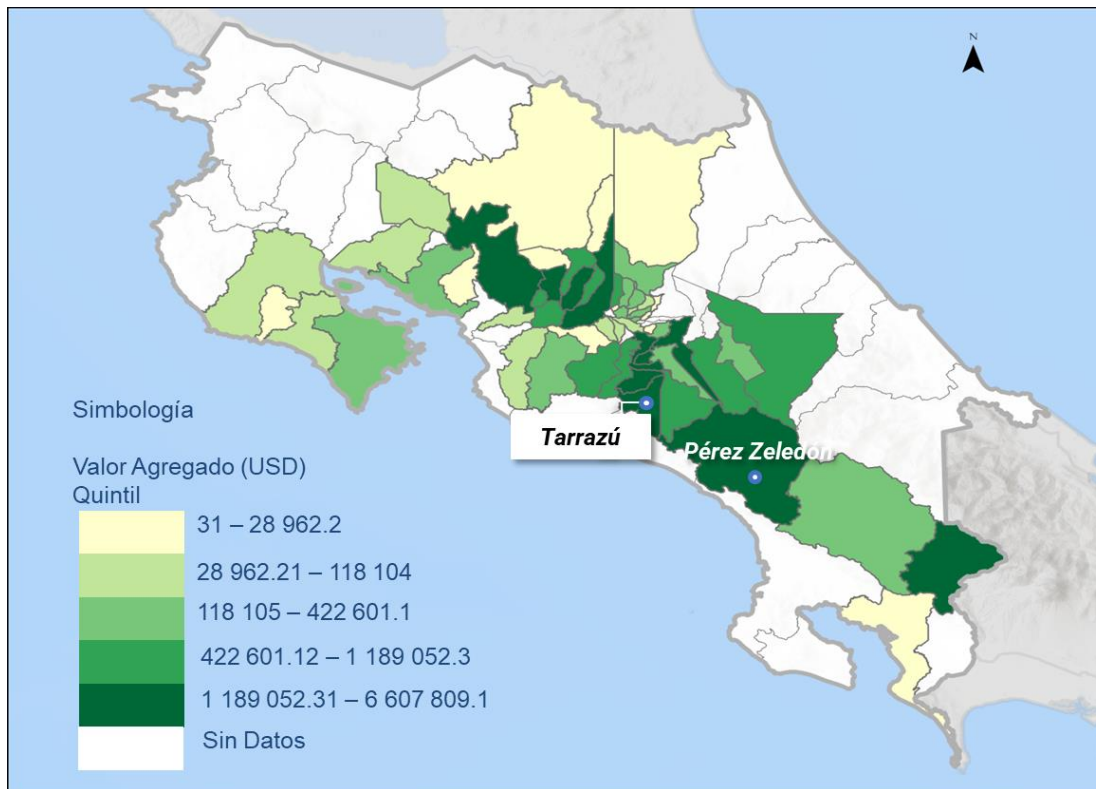 N
Tarrazú
Pérez Zeledón
Simbología
Valor Agregado (USD)
Quintil
31 – 28 962.2
28 962.21 – 118 104
118 105 – 422 601.1
422 601.12 – 1 189 052.3
1 189 052.31 – 6 607 809.1
Sin Datos